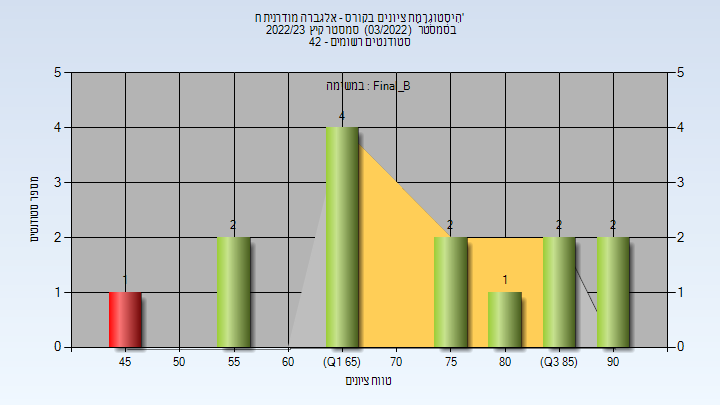 הִיסְטוֹגְרָמַת ציונים בקורס - אלגברה מודרנית ח'
בסמסטר (03/2022) סמסטר קיץ 2022/23
סטודנטים רשומים - 42
במשימה : Final_B
מספר סטודנטים
5 5
4 4
3 3
2 2
1 1
0 0
1 2 4 2 1 2 2
45 50 55 60 (Q1 65) 70 75 80 (Q3 85) 90
טווח ציונים